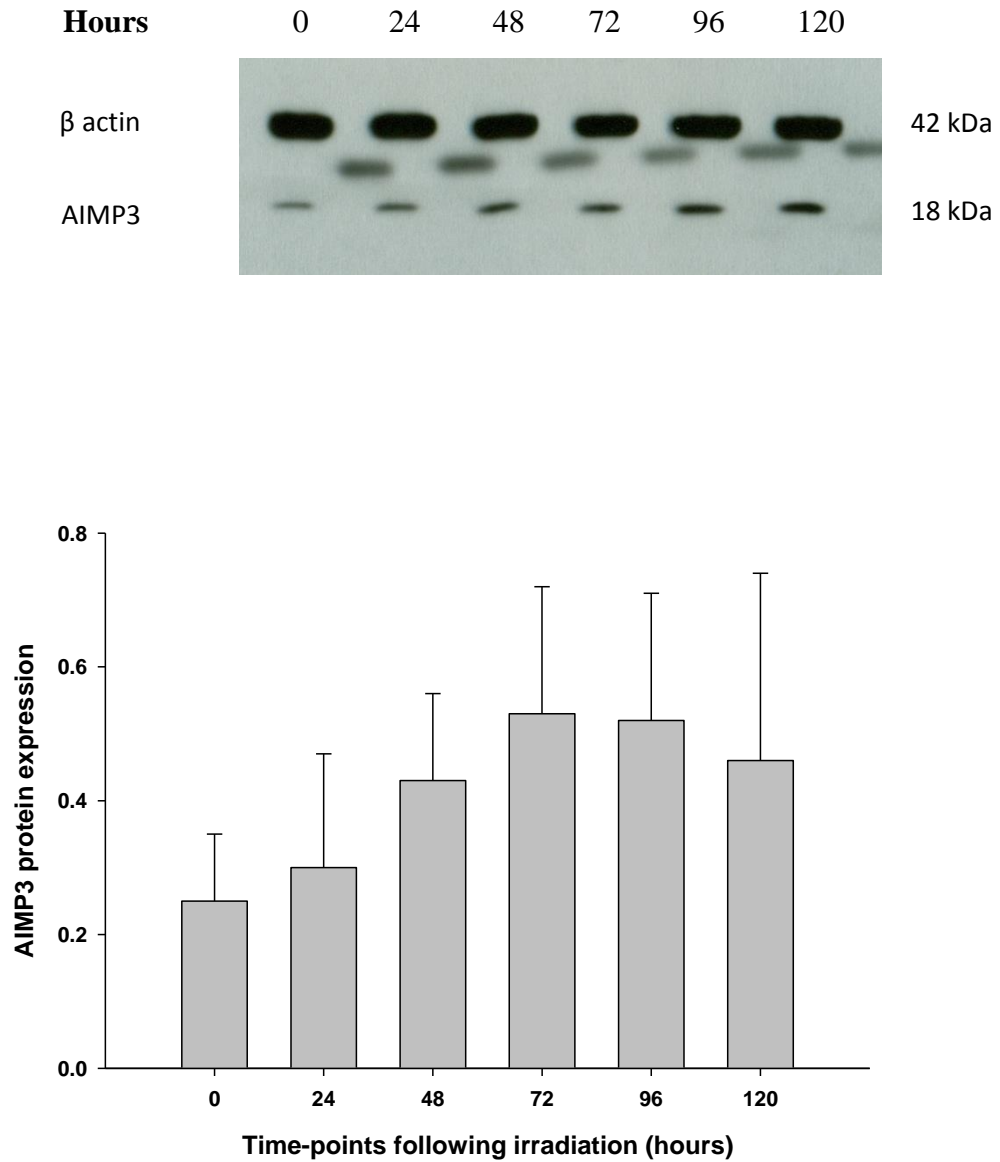 Hours 0 24 48 72 96 120
β actin 42 kDa
AIMP3 18 kDa
0.8
0.6
0.4
0.2
0.0
AIMP3 protein expression
0 24 48 72 96 120
Time-points following irradiation (hours)